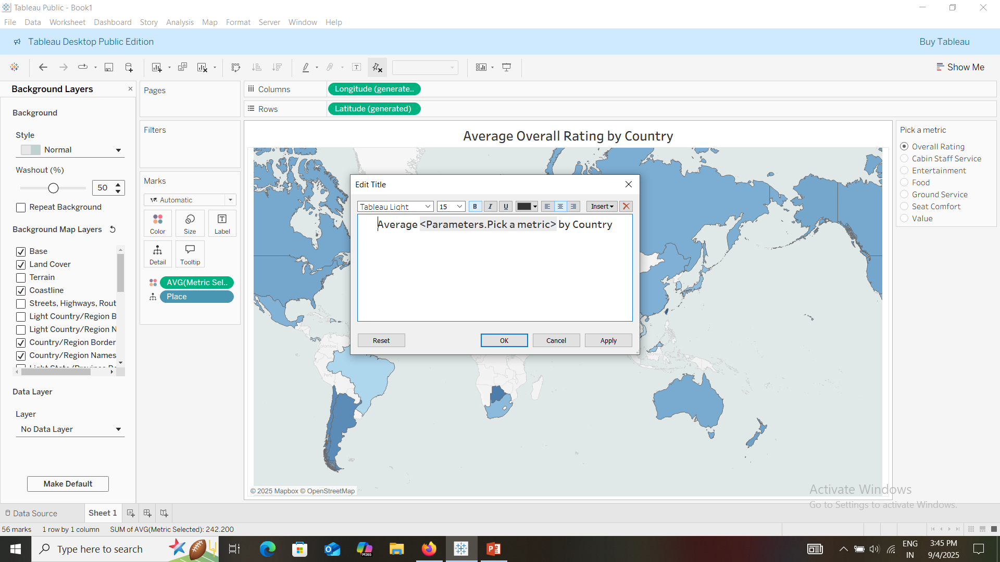 Tableau Public - Book1
File Data Worksheet Dashboard Story Analysis Map Format Server Window Help
Tableau Desktop Public Edition
Buy Tableau
Show Me
Background Layers
Background
Style
Normal
Washout (%)
50
Repeat Background
Background Map Layers
Base
Land Cover
Terrain
Coastline
Streets, Highways, Rout
Light Country/Region B
Light Country/Region N
Country/Region Border
Country/Region Names
Data Layer
Layer
No Data Layer
Make Default
Pages
Filters
Marks
Automatic
Color
Size
Label
Detail
Tooltip
AVG(Metric Sel..
Place
Columns
Longitude (generate..
Rows
Latitude (generated)
Average Overall Rating by Country
Edit Title
Tableau Light
15
B I U
Insert
Average <Parameters.Pick a metric> by Country
Reset
OK
Cancel
Apply
Colombia
Peru
© 2025 Mapbox © OpenStreetMap
Pick a metric
Overall Rating
Cabin Staff Service
Entertainment
Food
Ground Service
Seat Comfort
Value
Activate Windows
Go to Settings to activate Windows.
Data Source
Sheet 1
56 marks
1 row by 1 column
SUM of AVG(Metric Selected): 242.200
Type here to search
M365
ENG
IN
3:45 PM
9/4/2025